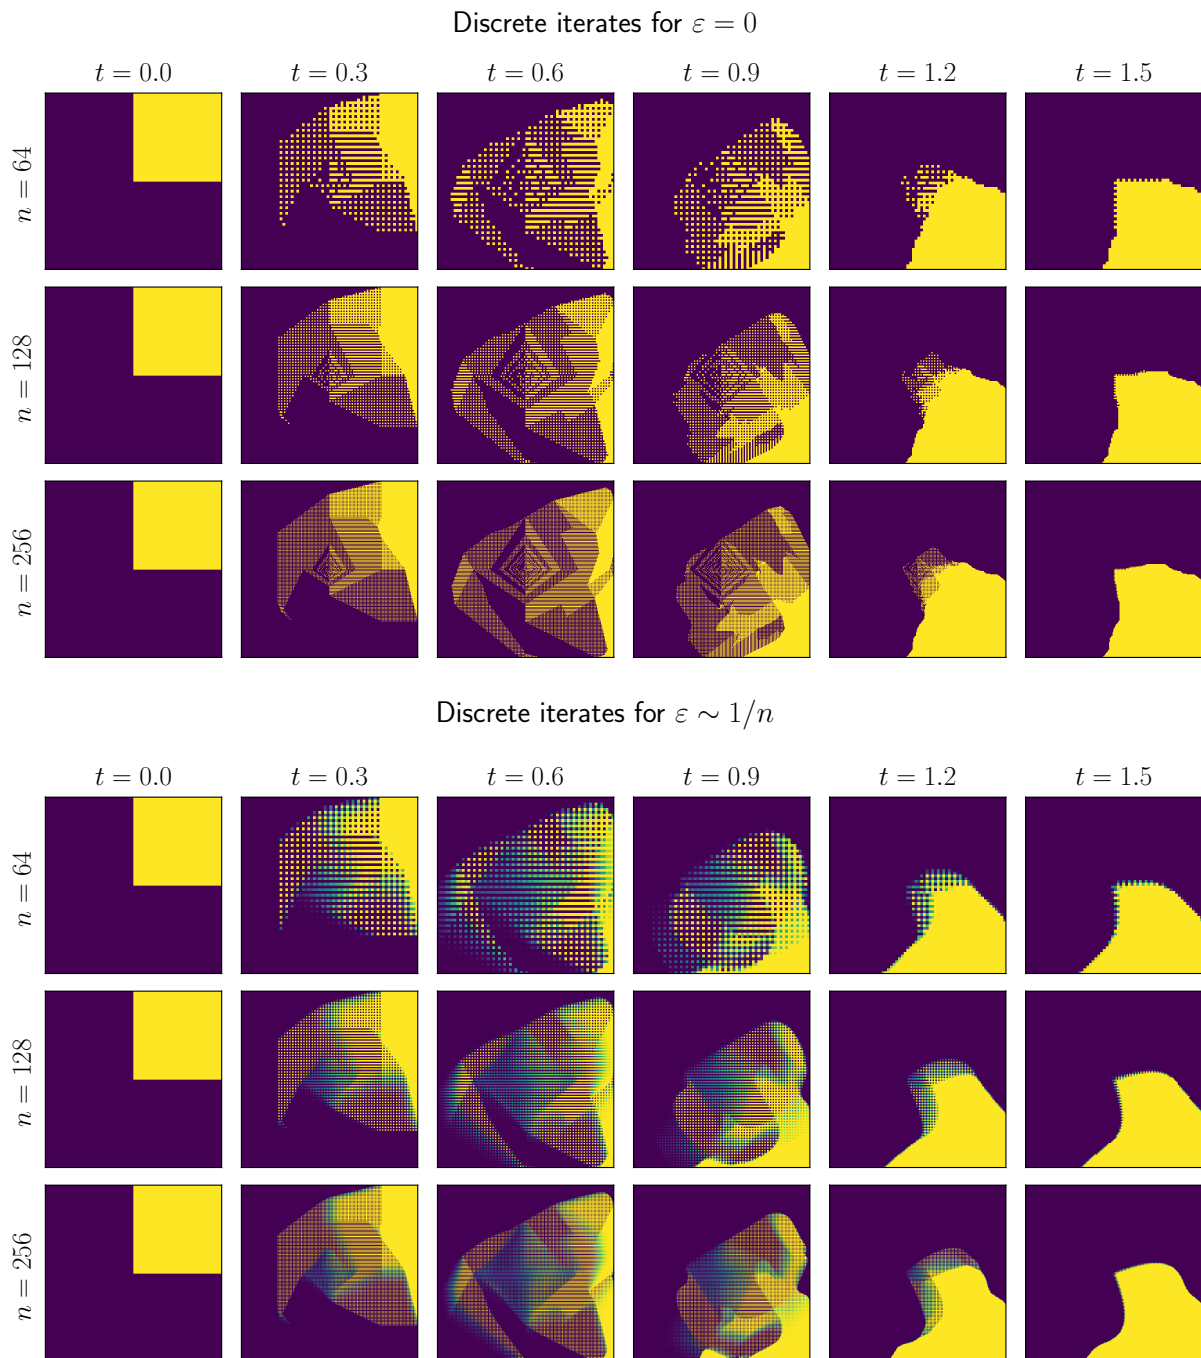 Discrete iterates for ε = 0
t = 0.0 t = 0.3 t = 0.6 t = 0.9 t = 1.2 t = 1.5
n = 64
n = 128
n = 256
Discrete iterates for ε ∼ 1/n
t = 0.0 t = 0.3 t = 0.6 t = 0.9 t = 1.2 t = 1.5
n = 64
n = 128
n = 256